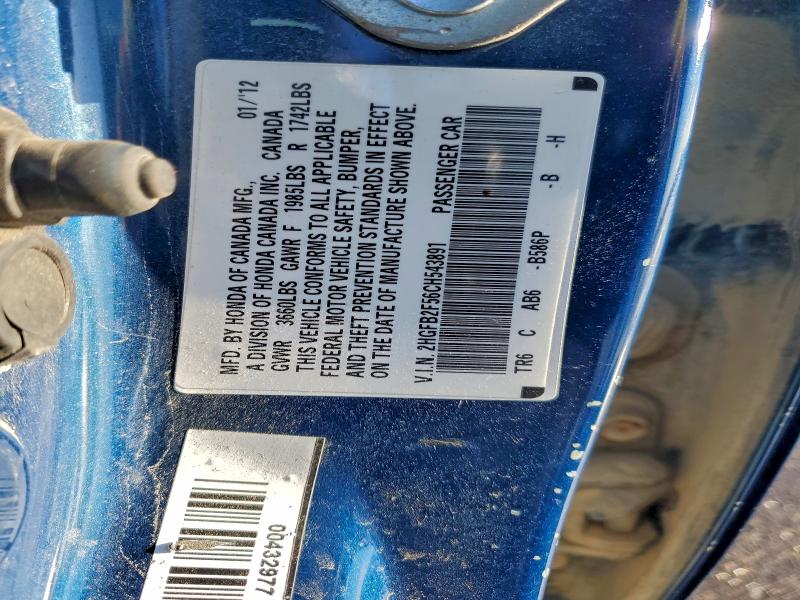 MFD. BY HONDA OF CANADA MFG., 01/'12
A DIVISION OF HONDA CANADA INC. CANADA
GVWR 3660LBS GAWR F 1985LBS R 1742LBS
THIS VEHICLE CONFORMS TO ALL APPLICABLE
FEDERAL MOTOR VEHICLE SAFETY, BUMPER,
AND THEFT PREVENTION STANDARDS IN EFFECT
ON THE DATE OF MANUFACTURE SHOWN ABOVE.
V.I.N. 2HGFB2F56CH543891 PASSENGER CAR
TR6 C AB6 -B586P -B -H
00432977